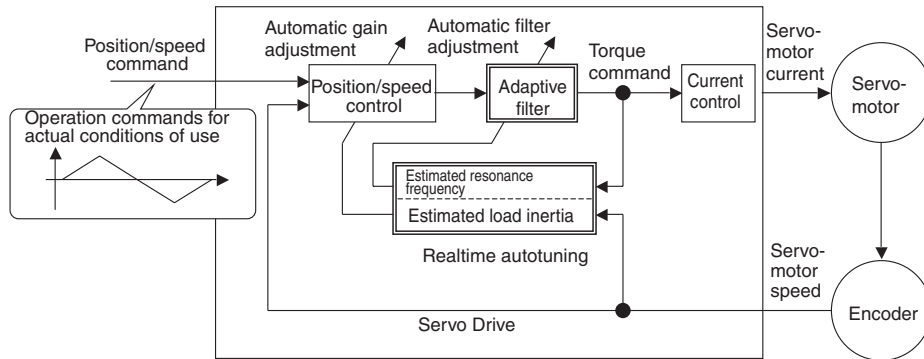 Position/speed
command
Operation commands for
actual conditions of use
Automatic gain
adjustment
Automatic filter
adjustment
Position/speed
control
Adaptive
filter
Torque
command
Current
control
Servo-
motor
current
Servo-
motor
Estimated resonance
frequency
Estimated load inertia
Realtime autotuning
Servo-
motor
speed
Encoder
Servo Drive